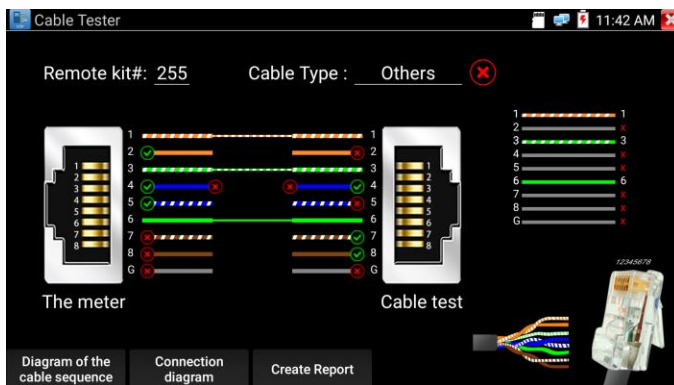 Cable Tester 11:42 AM
Remote kit#: 255 Cable Type : Others
1 1 1 1
2 2 2 x
3 3 3 3
4 4 4 x
5 5 5 x
6 6 6 6
7 7 7 x
8 8 8 x
G G G x
1
2
3
4
5
6
7
8
1
2
3
4
5
6
7
8
12345678
The meter Cable test
Diagram of the cable sequence
Connection diagram
Create Report